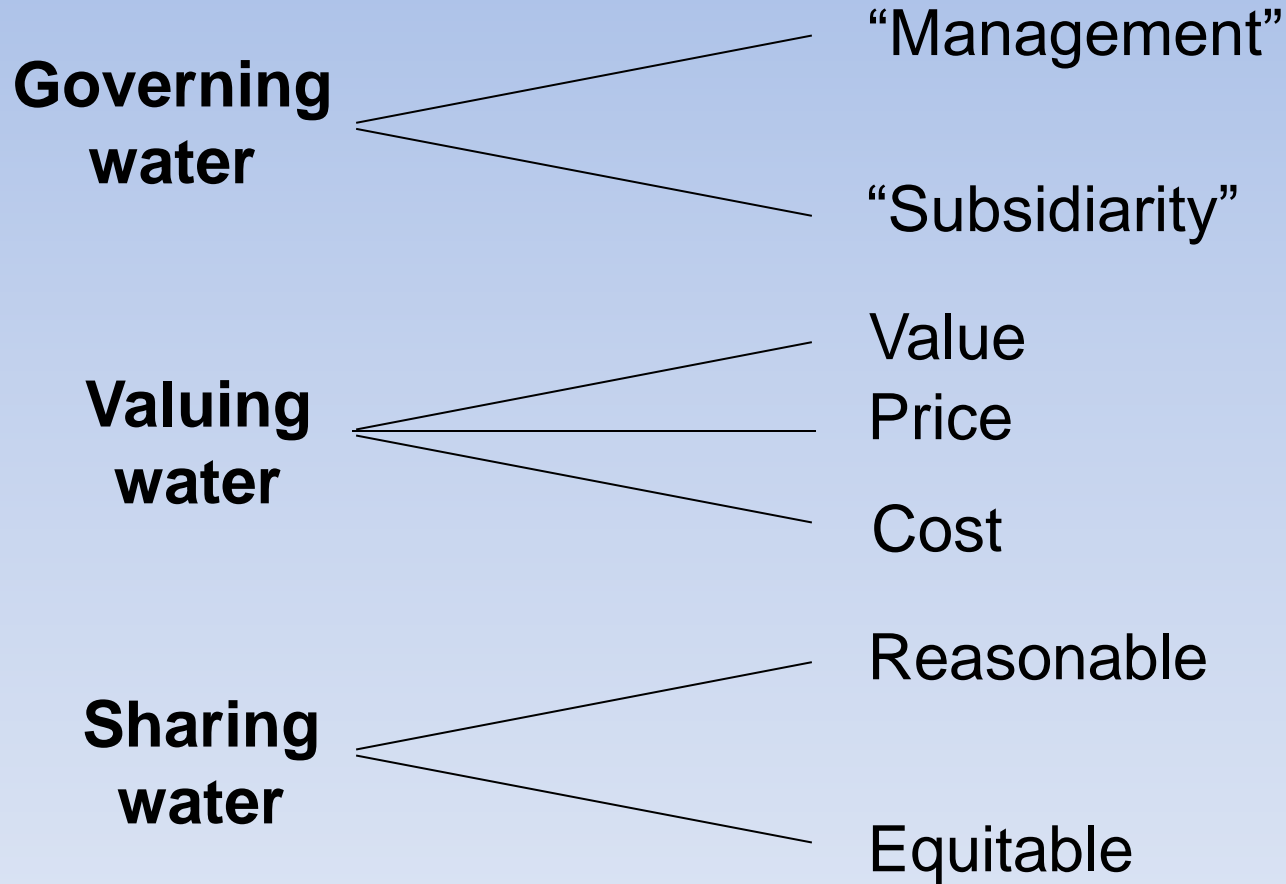 Governing
water
“Management”
“Subsidiarity”
Valuing
water
Value
Price
Cost
Sharing
water
Reasonable
Equitable